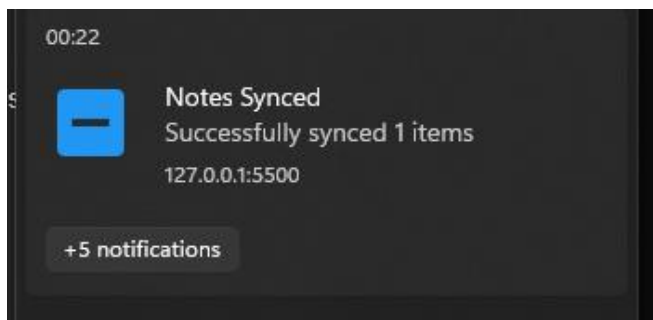 00:22
Notes Synced
Successfully synced 1 items
127.0.0.1:5500
+5 notifications